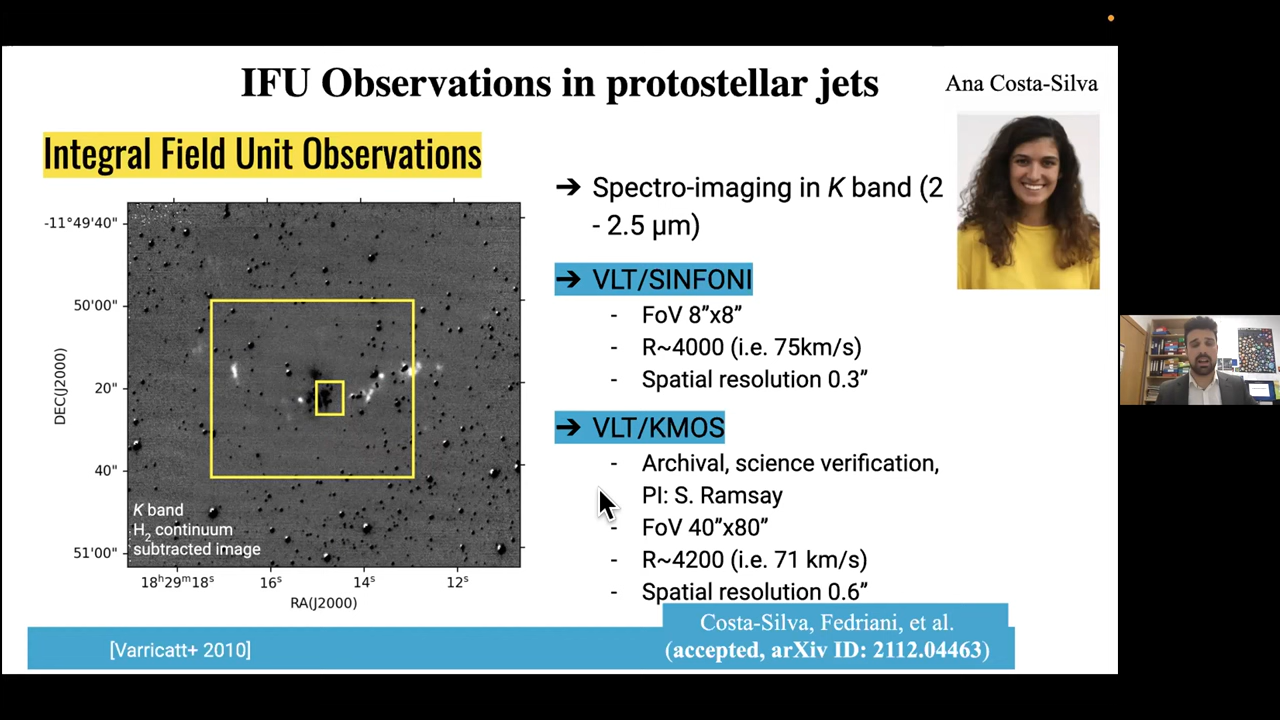 IFU Observations in protostellar jets
Ana Costa-Silva
Integral Field Unit Observations
-11°49'40"
50'00"
20"
40"
51'00"
DEC(J2000)
K band
H2 continuum
subtracted image
18h29m18s
16s
14s
12s
RA(J2000)
➔ Spectro-imaging in K band (2
- 2.5 μm)
➔ VLT/SINFONI
- FoV 8”x8”
- R~4000 (i.e. 75km/s)
- Spatial resolution 0.3”
➔ VLT/KMOS
- Archival, science verification,
PI: S. Ramsay
- FoV 40”x80”
- R~4200 (i.e. 71 km/s)
- Spatial resolution 0.6”
[Varricatt+ 2010]
Costa-Silva, Fedriani, et al.
(accepted, arXiv ID: 2112.04463)